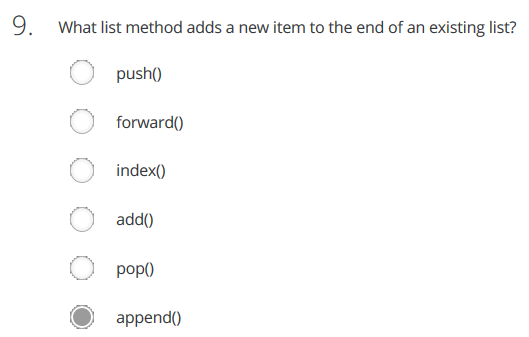 9. What list method adds a new item to the end of an existing list?
push()
forward()
index()
add()
pop()
append()